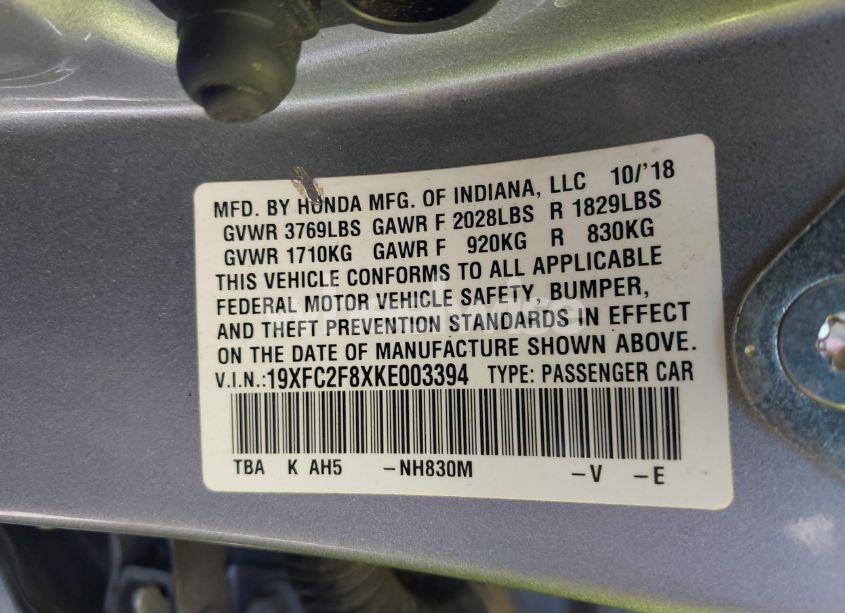 MFD. BY HONDA MFG. OF INDIANA, LLC 10/'18
GVWR 3769LBS GAWR F 2028LBS R 1829LBS
GVWR 1710KG GAWR F 920KG R 830KG
THIS VEHICLE CONFORMS TO ALL APPLICABLE
FEDERAL MOTOR VEHICLE SAFETY, BUMPER,
AND THEFT PREVENTION STANDARDS IN EFFECT
ON THE DATE OF MANUFACTURE SHOWN ABOVE.
V.I.N.:19XFC2F8XKE003394 TYPE: PASSENGER CAR
TBA K AH5 -NH830M -V -E